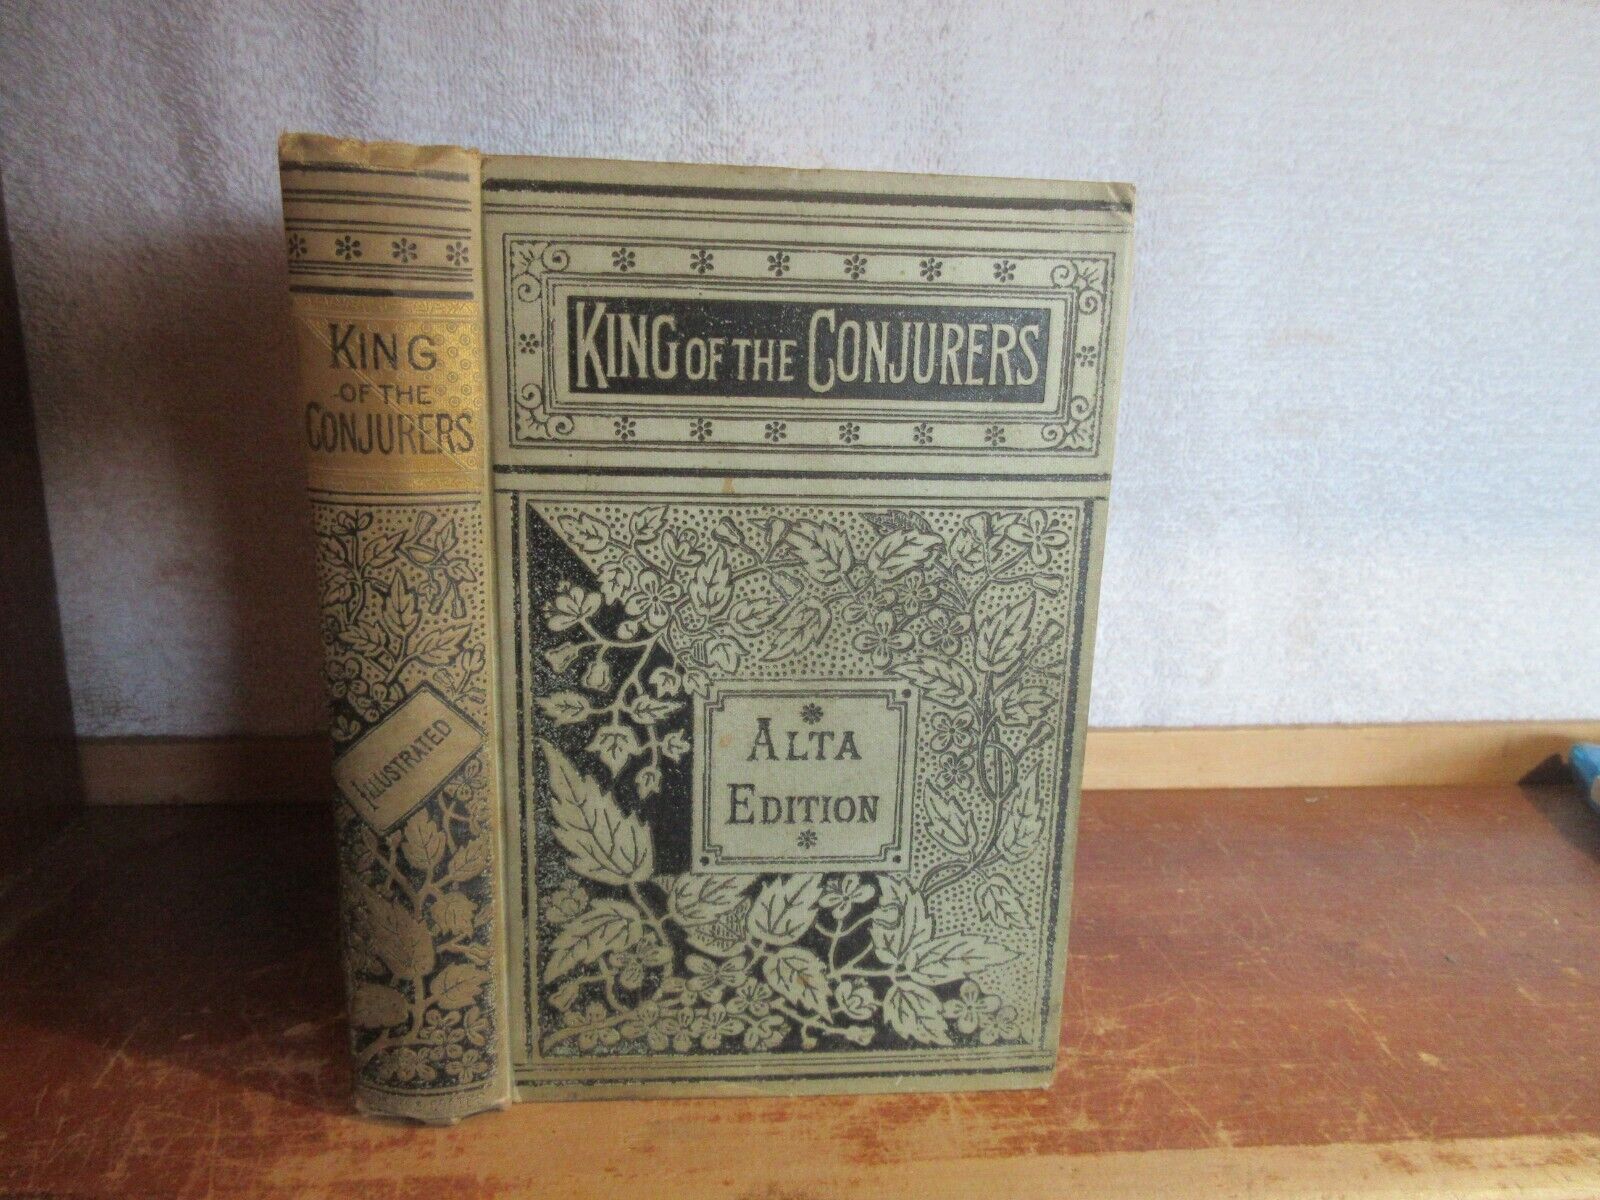 KING
OF THE
CONJURERS
ILLUSTRATED
KING OF THE CONJURERS
ALTA
EDITION